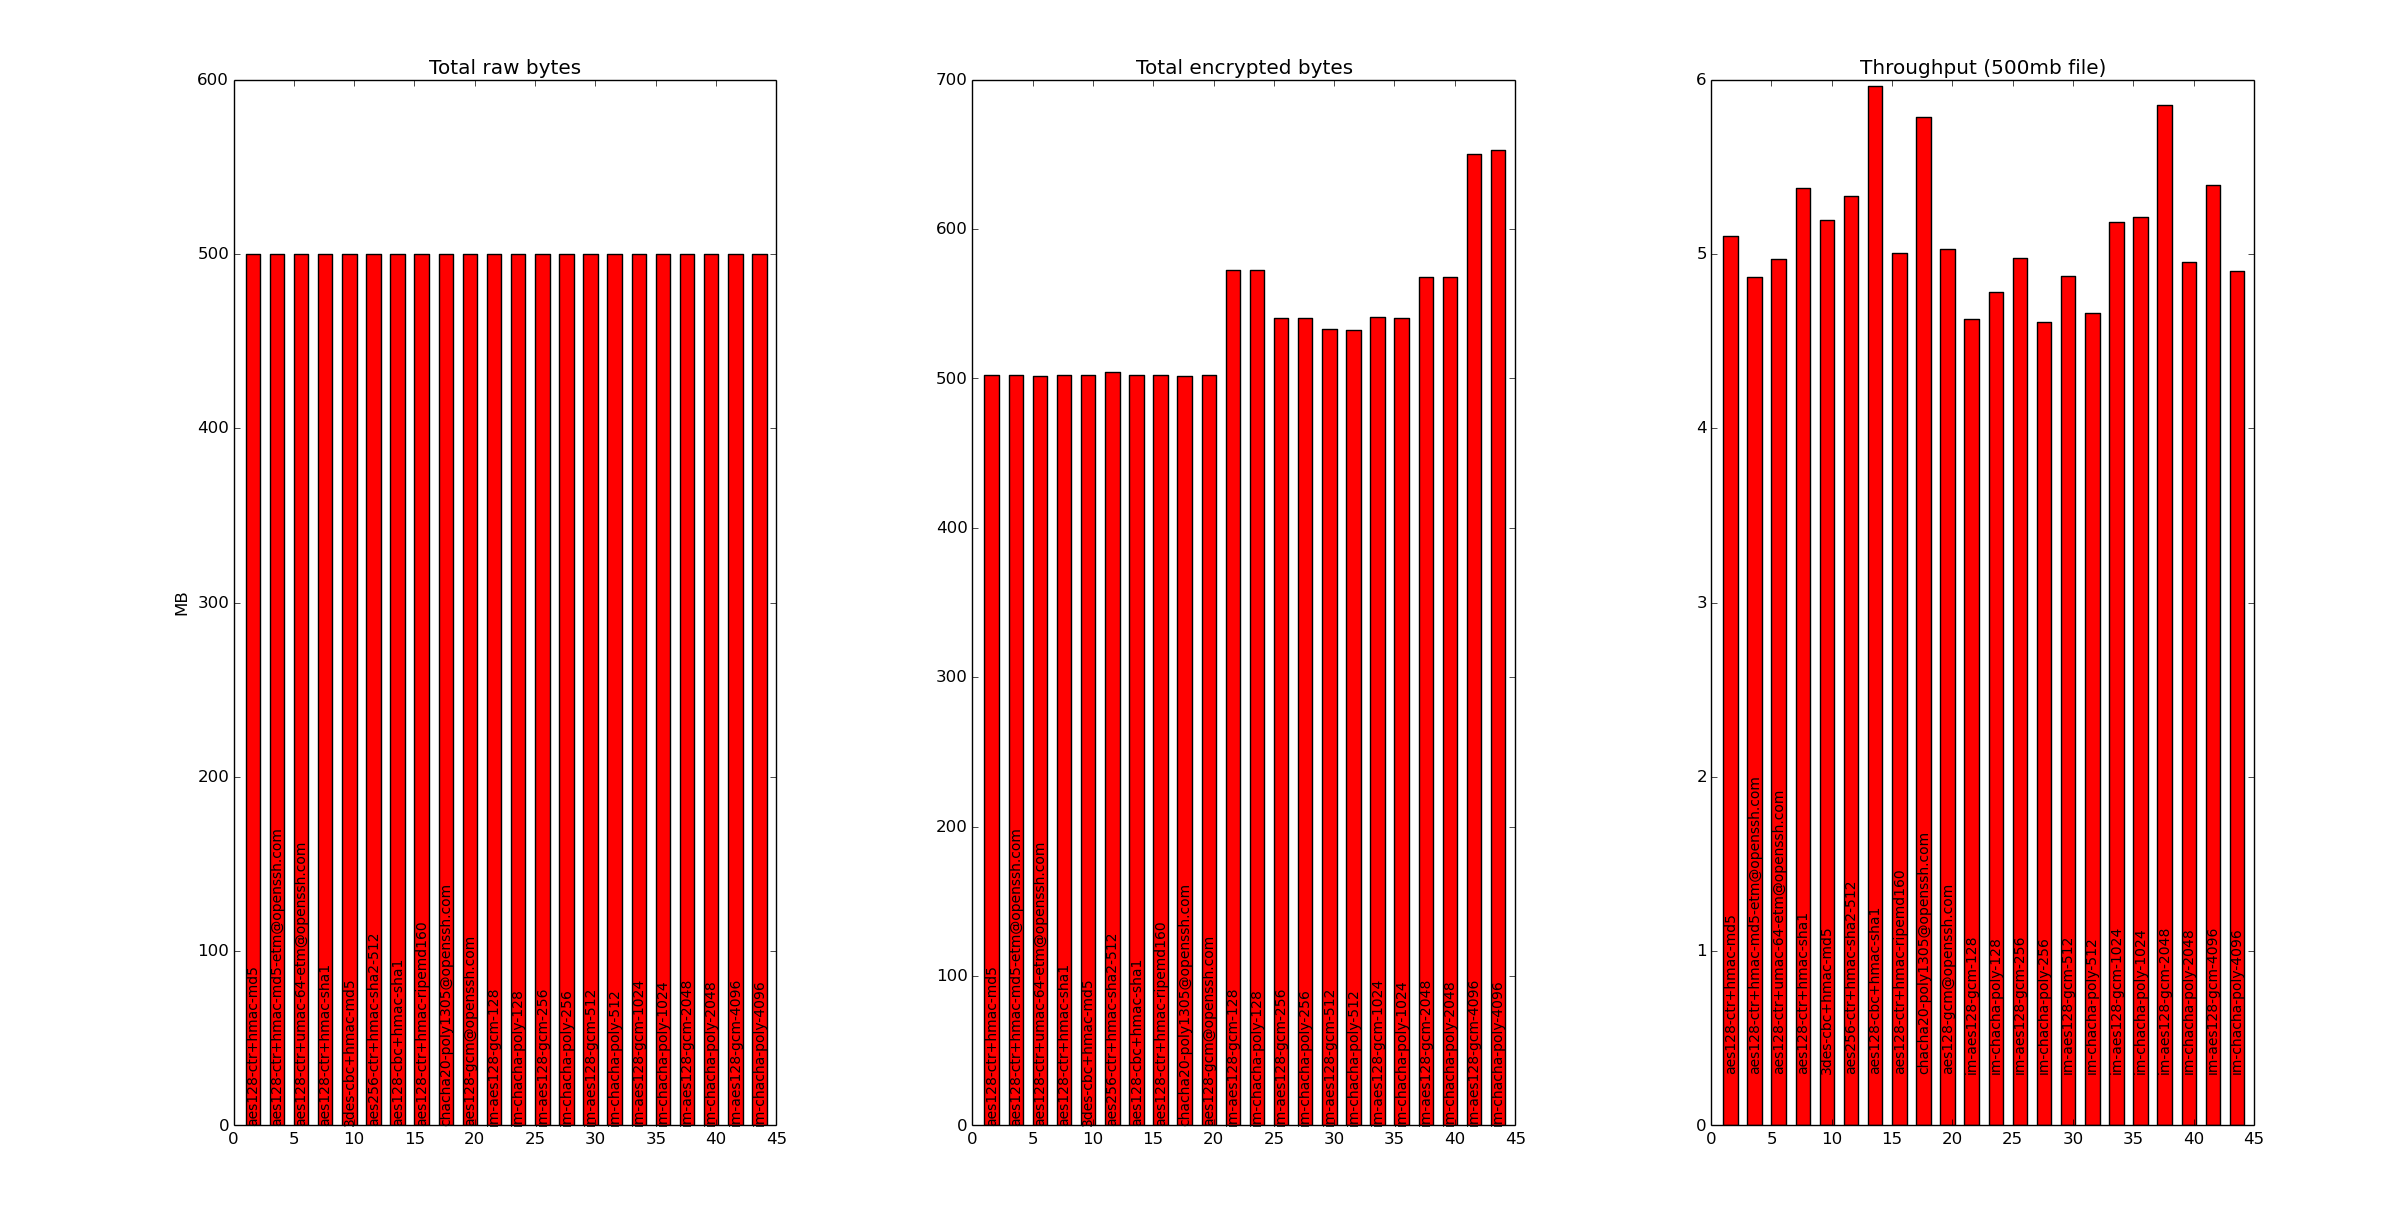 Total raw bytes
600
500
400
300
200
100
0
MB
0 5 10 15 20 25 30 35 40 45
aes128-ctr+hmac-md5
aes128-ctr+hmac-md5-etm@openssh.com
aes128-ctr+umac-64-etm@openssh.com
aes128-ctr+hmac-sha1
3des-cbc+hmac-md5
aes256-ctr+hmac-sha2-512
aes128-cbc+hmac-sha1
aes128-ctr+hmac-ripemd160
chacha20-poly1305@openssh.com
aes128-gcm@openssh.com
im-aes128-gcm-128
im-chacha-poly-128
im-aes128-gcm-256
im-chacha-poly-256
im-aes128-gcm-512
im-chacha-poly-512
im-aes128-gcm-1024
im-chacha-poly-1024
im-aes128-gcm-2048
im-chacha-poly-2048
im-aes128-gcm-4096
im-chacha-poly-4096
Total encrypted bytes
700
600
500
400
300
200
100
0
0 5 10 15 20 25 30 35 40 45
aes128-ctr+hmac-md5
aes128-ctr+hmac-md5-etm@openssh.com
aes128-ctr+umac-64-etm@openssh.com
aes128-ctr+hmac-sha1
3des-cbc+hmac-md5
aes256-ctr+hmac-sha2-512
aes128-cbc+hmac-sha1
aes128-ctr+hmac-ripemd160
chacha20-poly1305@openssh.com
aes128-gcm@openssh.com
im-aes128-gcm-128
im-chacha-poly-128
im-aes128-gcm-256
im-chacha-poly-256
im-aes128-gcm-512
im-chacha-poly-512
im-aes128-gcm-1024
im-chacha-poly-1024
im-aes128-gcm-2048
im-chacha-poly-2048
im-aes128-gcm-4096
im-chacha-poly-4096
Throughput (500mb file)
6
5
4
3
2
1
0
0 5 10 15 20 25 30 35 40 45
aes128-ctr+hmac-md5
aes128-ctr+hmac-md5-etm@openssh.com
aes128-ctr+umac-64-etm@openssh.com
aes128-ctr+hmac-sha1
3des-cbc+hmac-md5
aes256-ctr+hmac-sha2-512
aes128-cbc+hmac-sha1
aes128-ctr+hmac-ripemd160
chacha20-poly1305@openssh.com
aes128-gcm@openssh.com
im-aes128-gcm-128
im-chacha-poly-128
im-aes128-gcm-256
im-chacha-poly-256
im-aes128-gcm-512
im-chacha-poly-512
im-aes128-gcm-1024
im-chacha-poly-1024
im-aes128-gcm-2048
im-chacha-poly-2048
im-aes128-gcm-4096
im-chacha-poly-4096